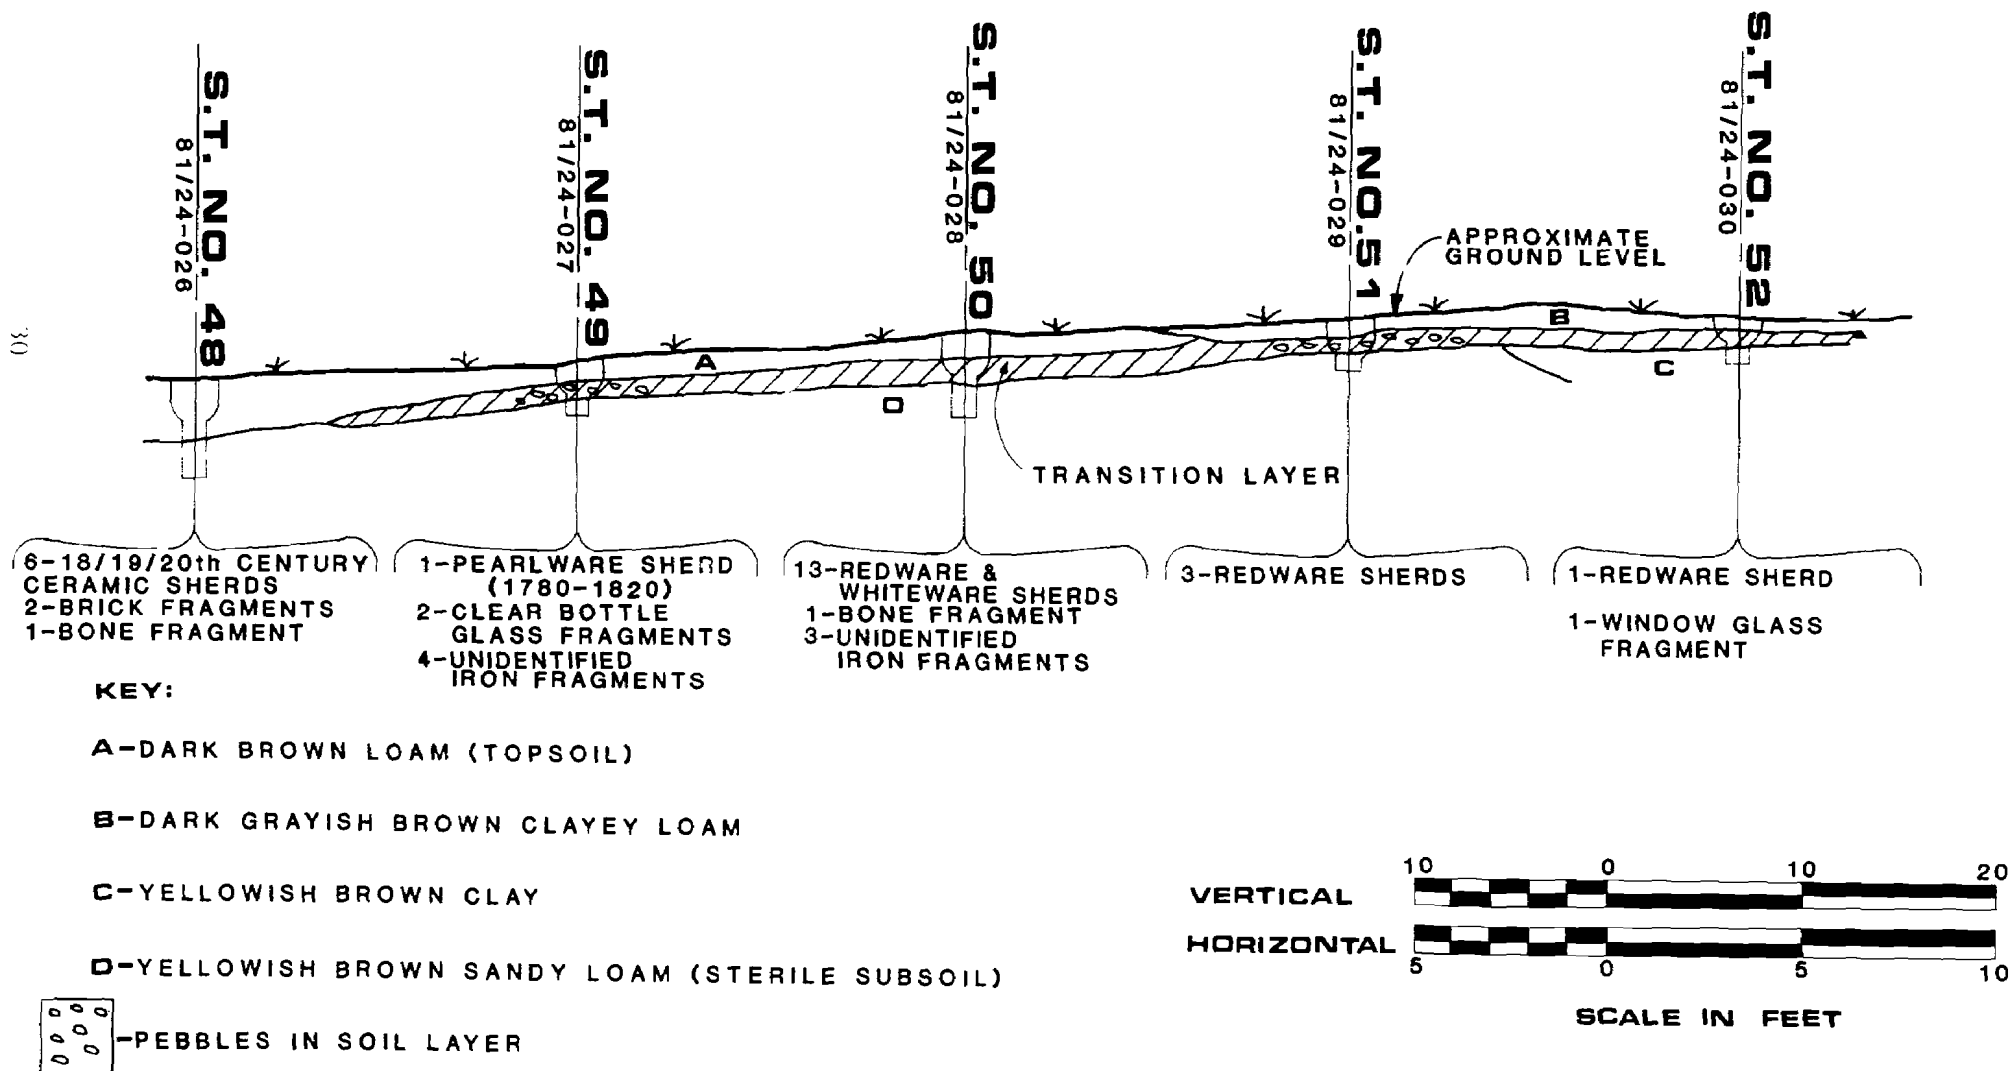 S.T. NO. 48
81/24-026
S.T. NO. 49
81/24-027
S.T. NO. 50
81/24-028
S.T. NO. 51
81/24-029
S.T. NO. 52
81/24-030
APPROXIMATE
GROUND LEVEL
A
B
C
D
TRANSITION LAYER
30
6-18/19/20th CENTURY
CERAMIC SHERDS
2-BRICK FRAGMENTS
1-BONE FRAGMENT
1-PEARLWARE SHERD
(1780-1820)
2-CLEAR BOTTLE
GLASS FRAGMENTS
4-UNIDENTIFIED
IRON FRAGMENTS
13-REDWARE &
WHITEWARE SHERDS
1-BONE FRAGMENT
3-UNIDENTIFIED
IRON FRAGMENTS
3-REDWARE SHERDS
1-REDWARE SHERD
1-WINDOW GLASS
FRAGMENT
KEY:
A-DARK BROWN LOAM (TOPSOIL)
B-DARK GRAYISH BROWN CLAYEY LOAM
C-YELLOWISH BROWN CLAY
D-YELLOWISH BROWN SANDY LOAM (STERILE SUBSOIL)
-PEBBLES IN SOIL LAYER
10 0 10 20
VERTICAL
HORIZONTAL
5 0 5 10
SCALE IN FEET